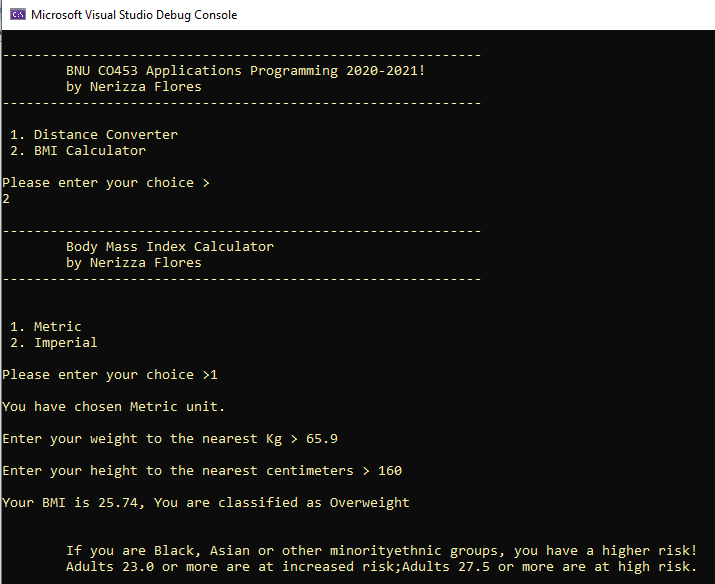 Microsoft Visual Studio Debug Console
------------------------------------------------------------
BNU CO453 Applications Programming 2020-2021!
by Nerizza Flores
------------------------------------------------------------
1. Distance Converter
2. BMI Calculator
Please enter your choice >
2
------------------------------------------------------------
Body Mass Index Calculator
by Nerizza Flores
------------------------------------------------------------
1. Metric
2. Imperial
Please enter your choice >1
You have chosen Metric unit.
Enter your weight to the nearest Kg > 65.9
Enter your height to the nearest centimeters > 160
Your BMI is 25.74, You are classified as Overweight
If you are Black, Asian or other minorityethnic groups, you have a higher risk!
Adults 23.0 or more are at increased risk;Adults 27.5 or more are at high risk.